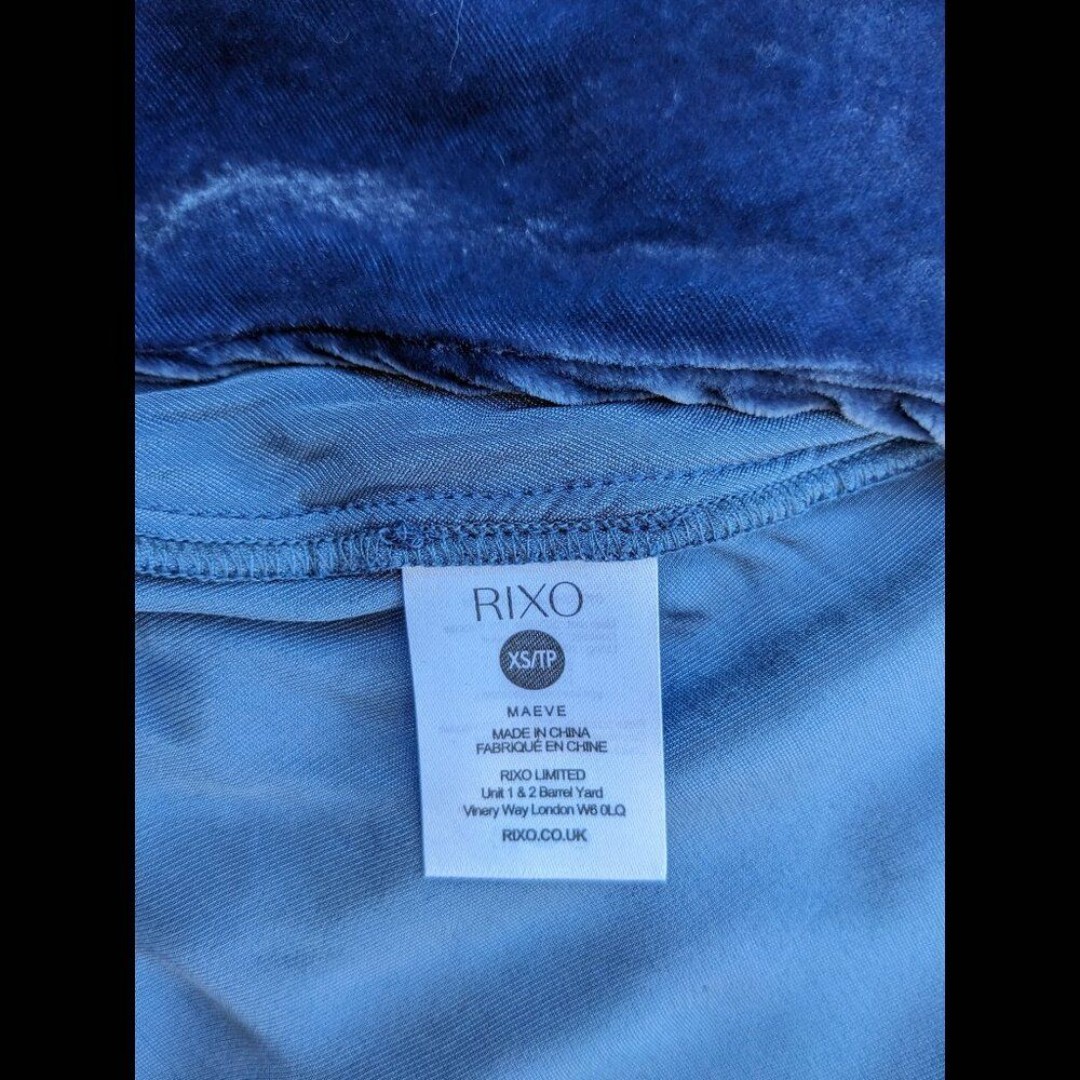 RIXO
XS/TP
MAEVE
MADE IN CHINA
FABRIQUÉ EN CHINE
RIXO LIMITED
Unit 1 & 2 Barrel Yard
Vinery Way London W6 0LQ
RIXO.CO.UK